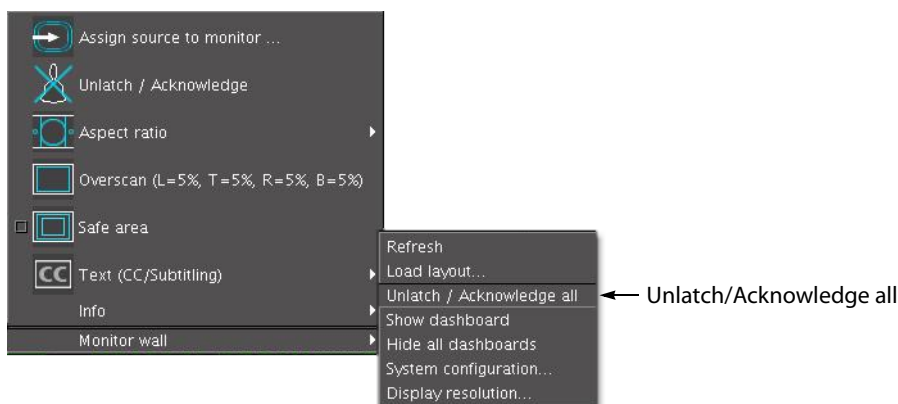 Assign source to monitor ...
Unlatch / Acknowledge
Aspect ratio
Overscan (L=5%, T=5%, R=5%, B=5%)
Safe area
CC Text (CC/Subtitling)
Info
Monitor wall
Refresh
Load layout...
Unlatch / Acknowledge all
Show dashboard
Hide all dashboards
System configuration...
Display resolution...
Unlatch/Acknowledge all